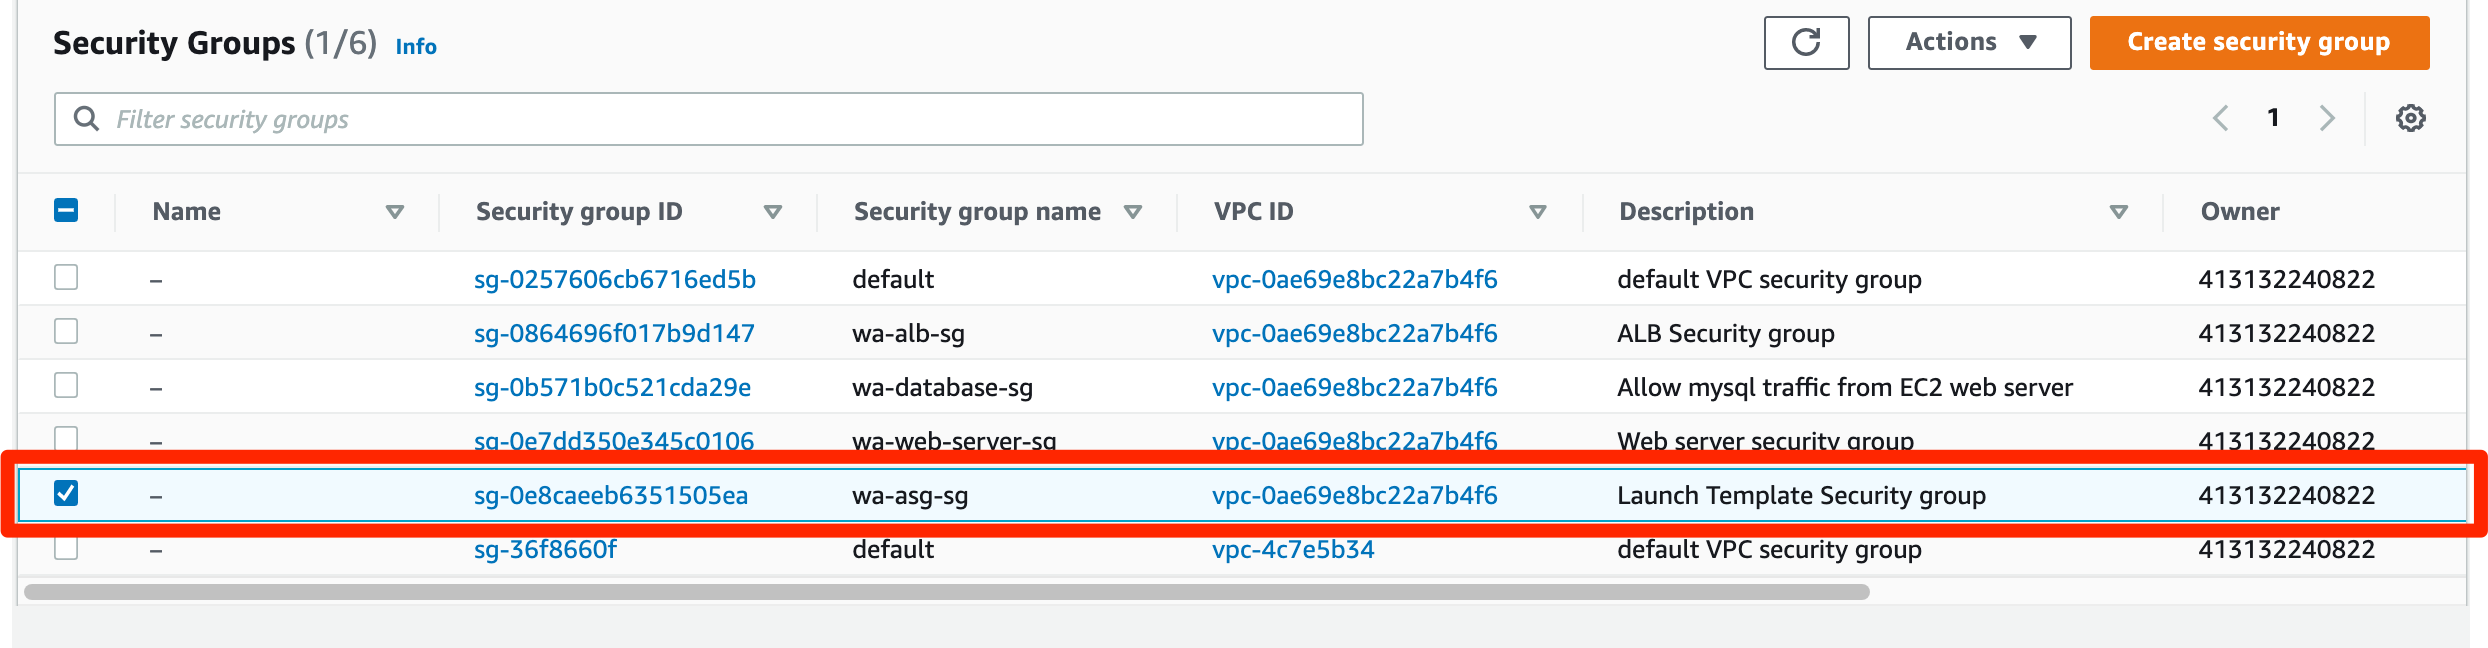 Security Groups (1/6) Info
Actions
Create security group
Filter security groups
1
Name Security group ID Security group name VPC ID Description Owner
– sg-0257606cb6716ed5b default vpc-0ae69e8bc22a7b4f6 default VPC security group 413132240822
– sg-0864696f017b9d147 wa-alb-sg vpc-0ae69e8bc22a7b4f6 ALB Security group 413132240822
– sg-0b571b0c521cda29e wa-database-sg vpc-0ae69e8bc22a7b4f6 Allow mysql traffic from EC2 web server 413132240822
– sg-0e7dd350e345c0106 wa-web-server-sg vpc-0ae69e8bc22a7b4f6 Web server security group 413132240822
– sg-0e8caeeb6351505ea wa-asg-sg vpc-0ae69e8bc22a7b4f6 Launch Template Security group 413132240822
– sg-36f8660f default vpc-4c7e5b34 default VPC security group 413132240822